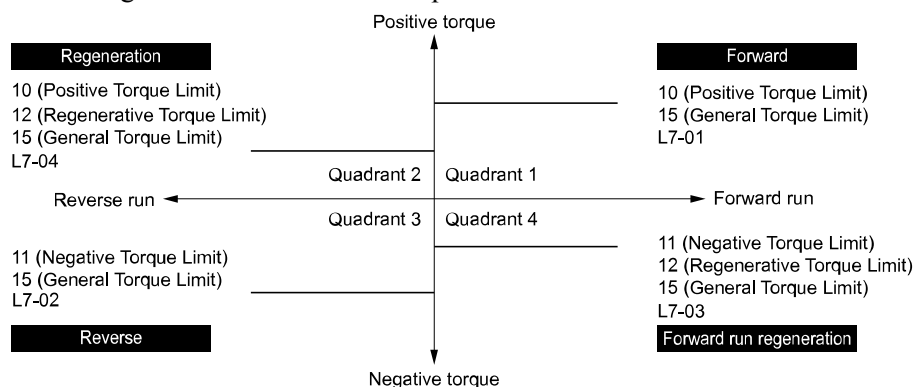 Positive torque
Regeneration
10 (Positive Torque Limit)
12 (Regenerative Torque Limit)
15 (General Torque Limit)
L7-04
Forward
10 (Positive Torque Limit)
15 (General Torque Limit)
L7-01
Quadrant 2
Quadrant 1
Reverse run
Forward run
Quadrant 3
Quadrant 4
11 (Negative Torque Limit)
15 (General Torque Limit)
L7-02
Reverse
11 (Negative Torque Limit)
12 (Regenerative Torque Limit)
15 (General Torque Limit)
L7-03
Forward run regeneration
Negative torque